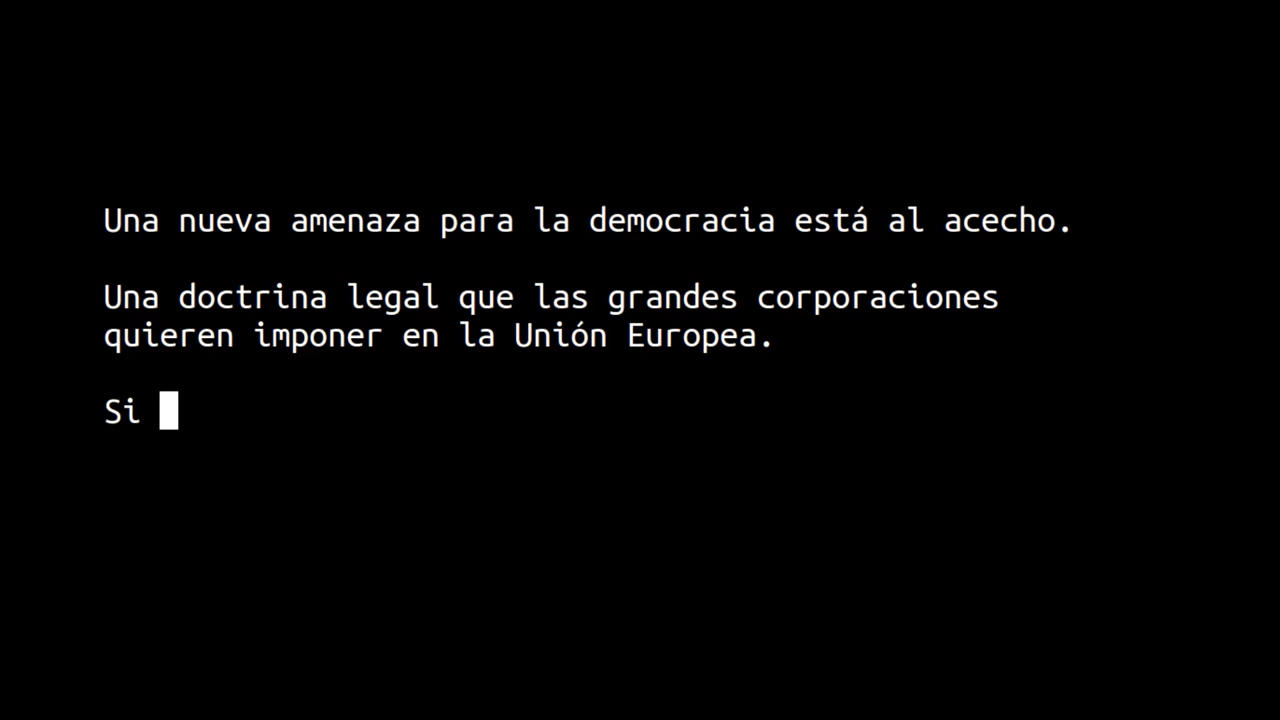 Una nueva amenaza para la democracia está al acecho.
Una doctrina legal que las grandes corporaciones
quieren imponer en la Unión Europea.
Si